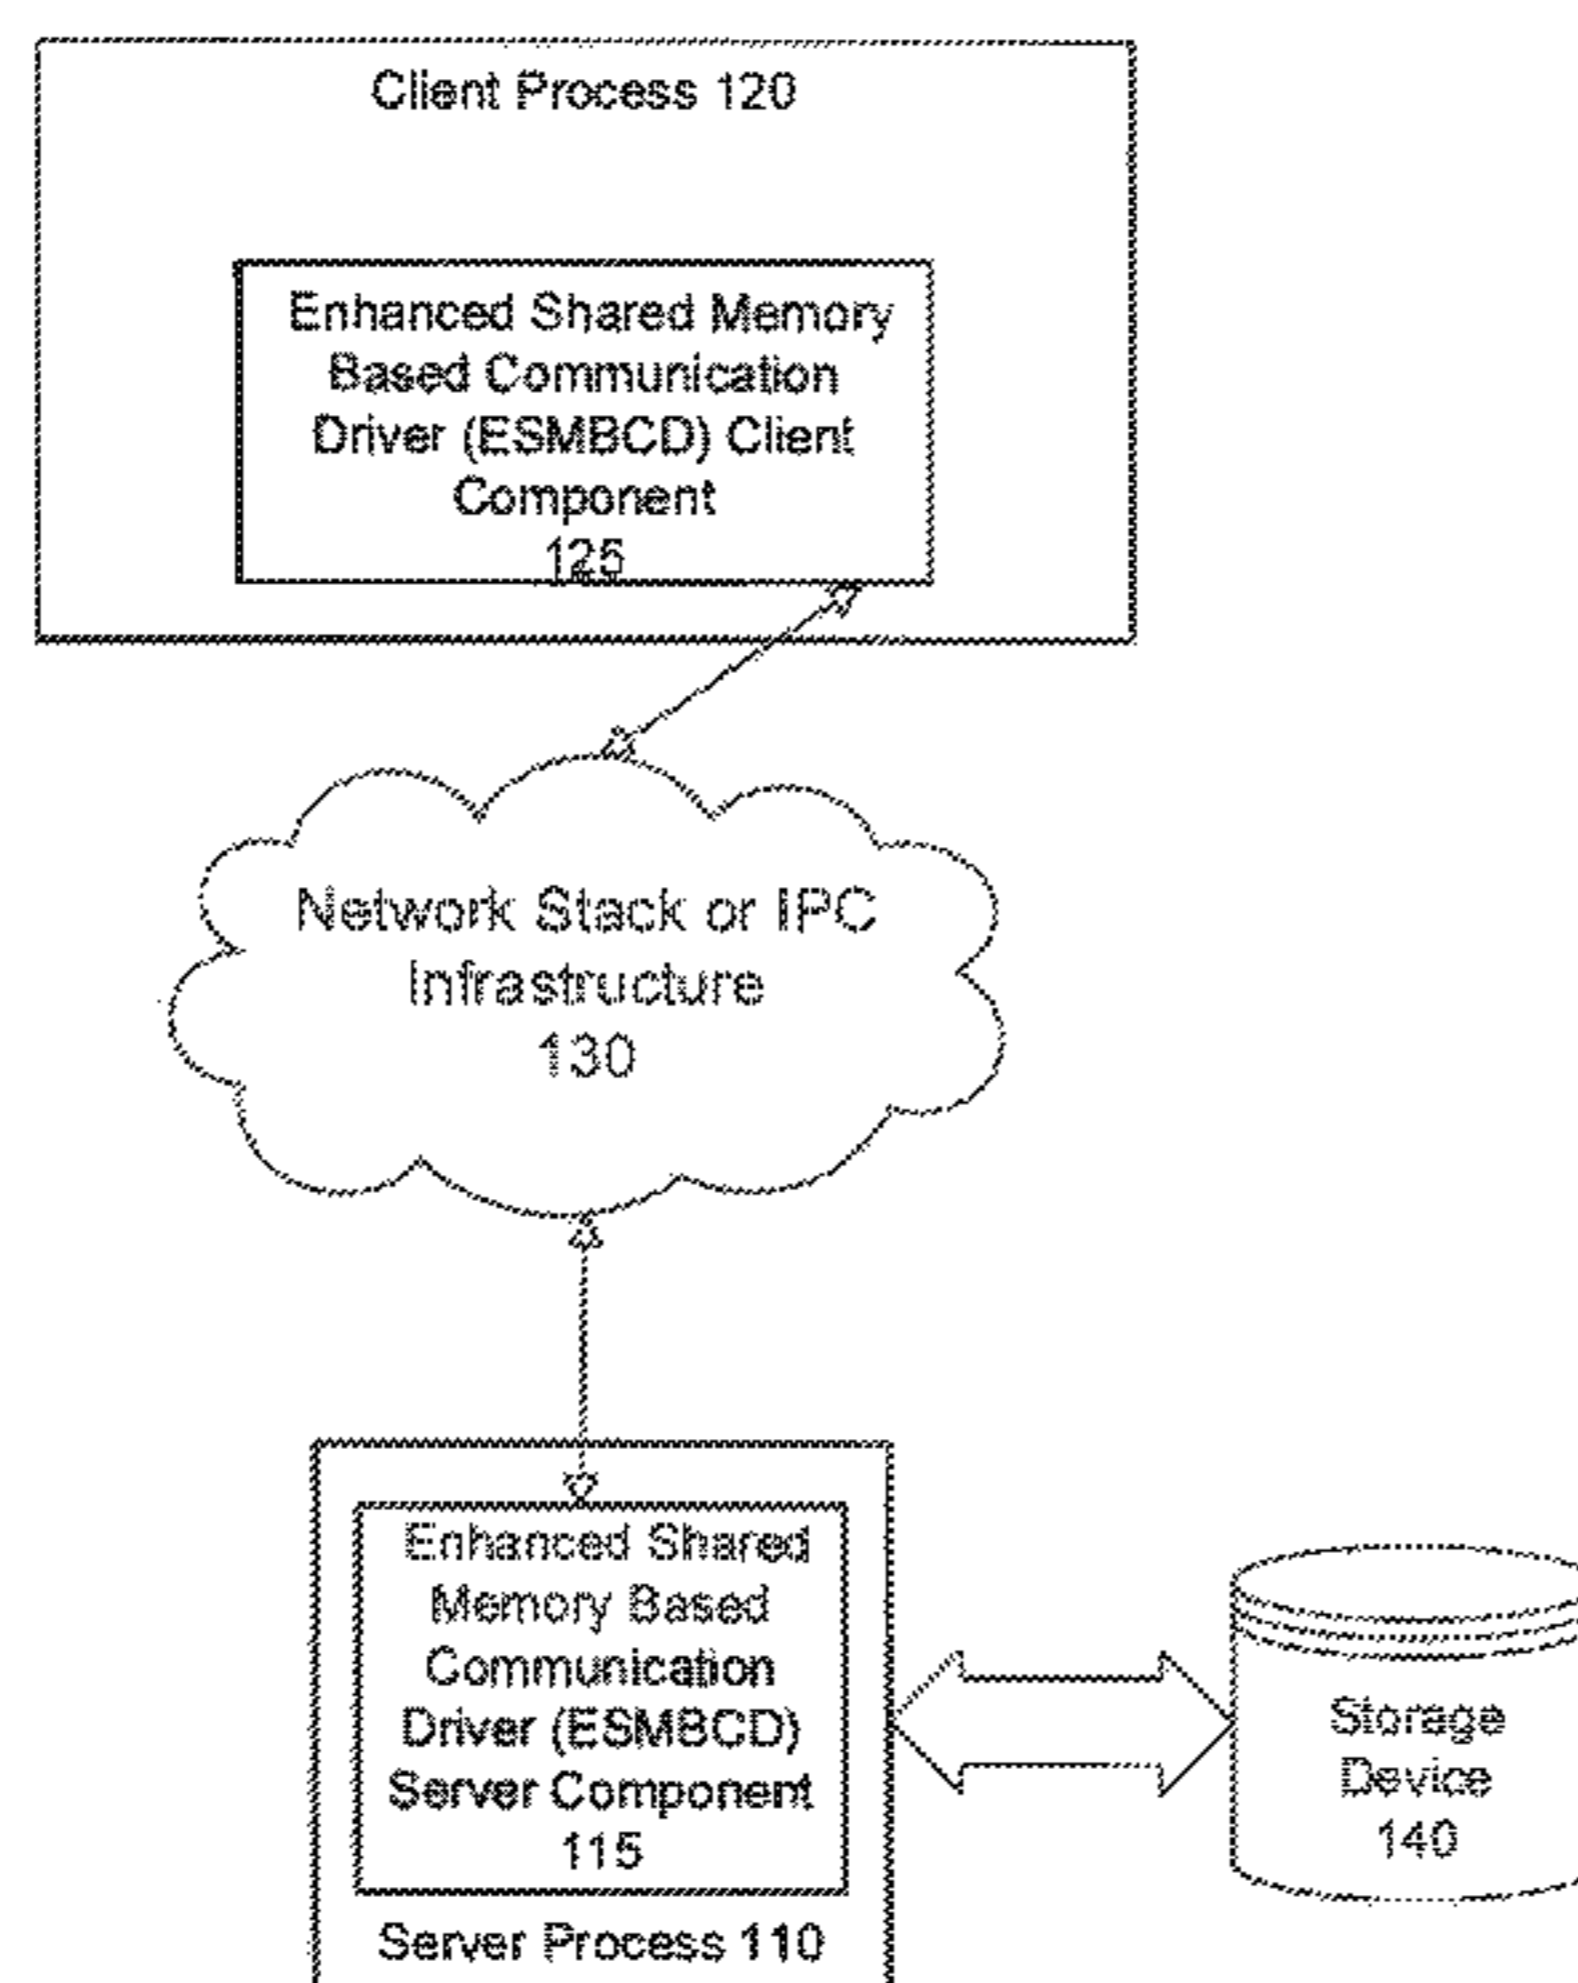 Client Process 120
Enhanced Shared Memory
Based Communication
Driver (ESMBCD) Client
Component
125
Network Stack or IPC
Infrastructure
130
Enhanced Shared
Memory Based
Communication
Driver (ESMBCD)
Server Component
115
Server Process 110
Storage
Device
140